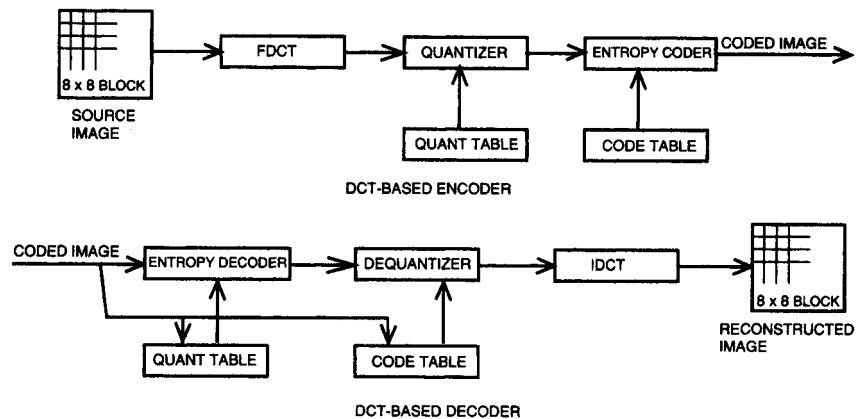 FDCT
QUANTIZER
ENTROPY CODER
CODED IMAGE
8 x 8 BLOCK
SOURCE
IMAGE
QUANT TABLE
CODE TABLE
DCT-BASED ENCODER
CODED IMAGE
ENTROPY DECODER
DEQUANTIZER
IDCT
8 x 8 BLOCK
RECONSTRUCTED
IMAGE
QUANT TABLE
CODE TABLE
DCT-BASED DECODER